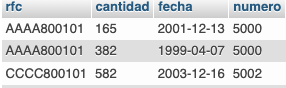 rfc cantidad fecha numero
AAAA800101 165 2001-12-13 5000
AAAA800101 382 1999-04-07 5000
CCCC800101 582 2003-12-16 5002